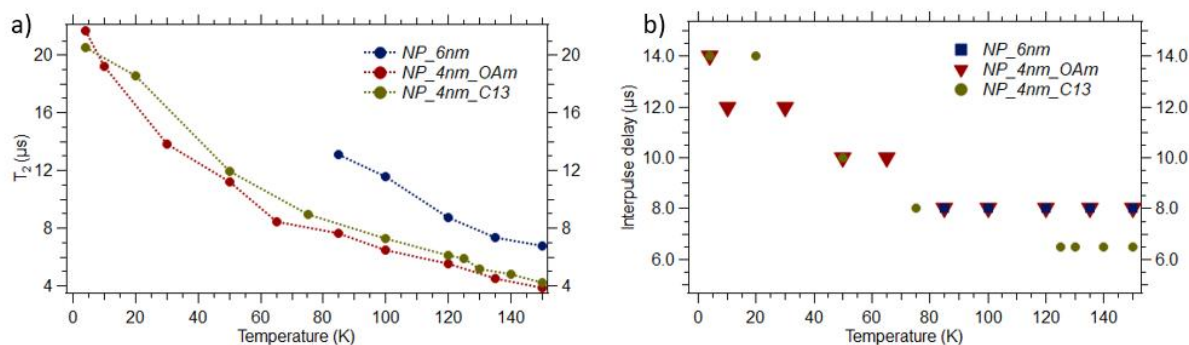 a)
20
16
12
8
4
T₂ (µs)
NP_6nm
NP_4nm_OAm
NP_4nm_C13
20
16
12
8
4
0 20 40 60 80 100 120 140
Temperature (K)
b)
14.0
12.0
10.0
8.0
6.0
Interpulse delay (µs)
NP_6nm
NP_4nm_OAm
NP_4nm_C13
14.0
12.0
10.0
8.0
6.0
0 20 40 60 80 100 120 140
Temperature (K)